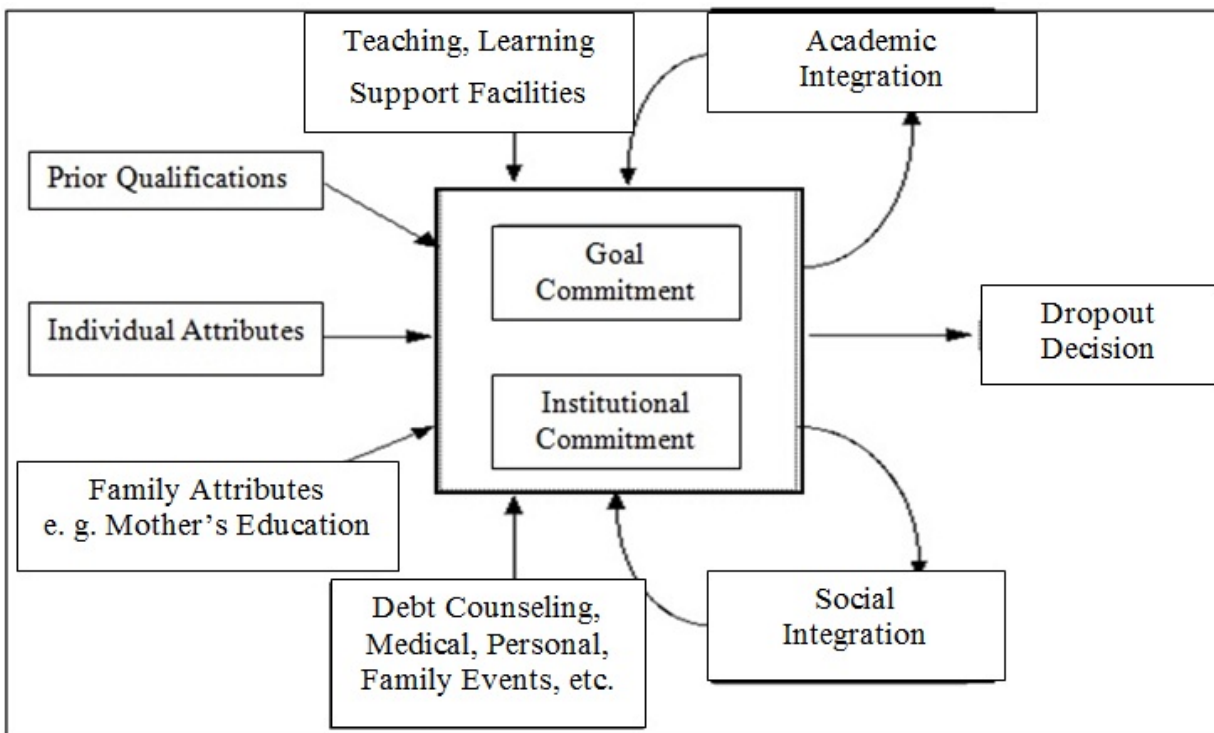 Teaching, Learning
Support Facilities
Academic
Integration
Prior Qualifications
Goal
Commitment
Individual Attributes
Dropout
Decision
Institutional
Commitment
Family Attributes
e. g. Mother’s Education
Debt Counseling,
Medical, Personal,
Family Events, etc.
Social
Integration